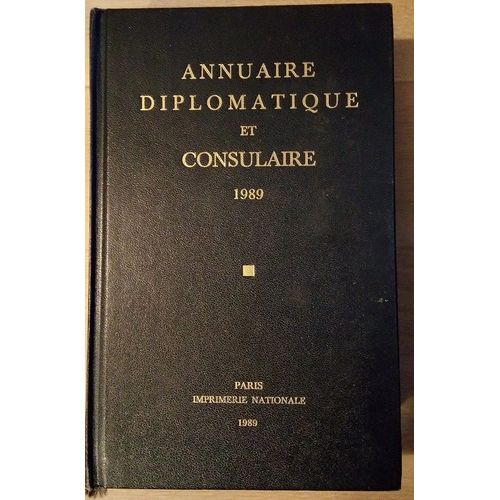 ANNUAIRE
DIPLOMATIQUE
ET
CONSULAIRE
1989
PARIS
IMPRIMERIE NATIONALE
1989